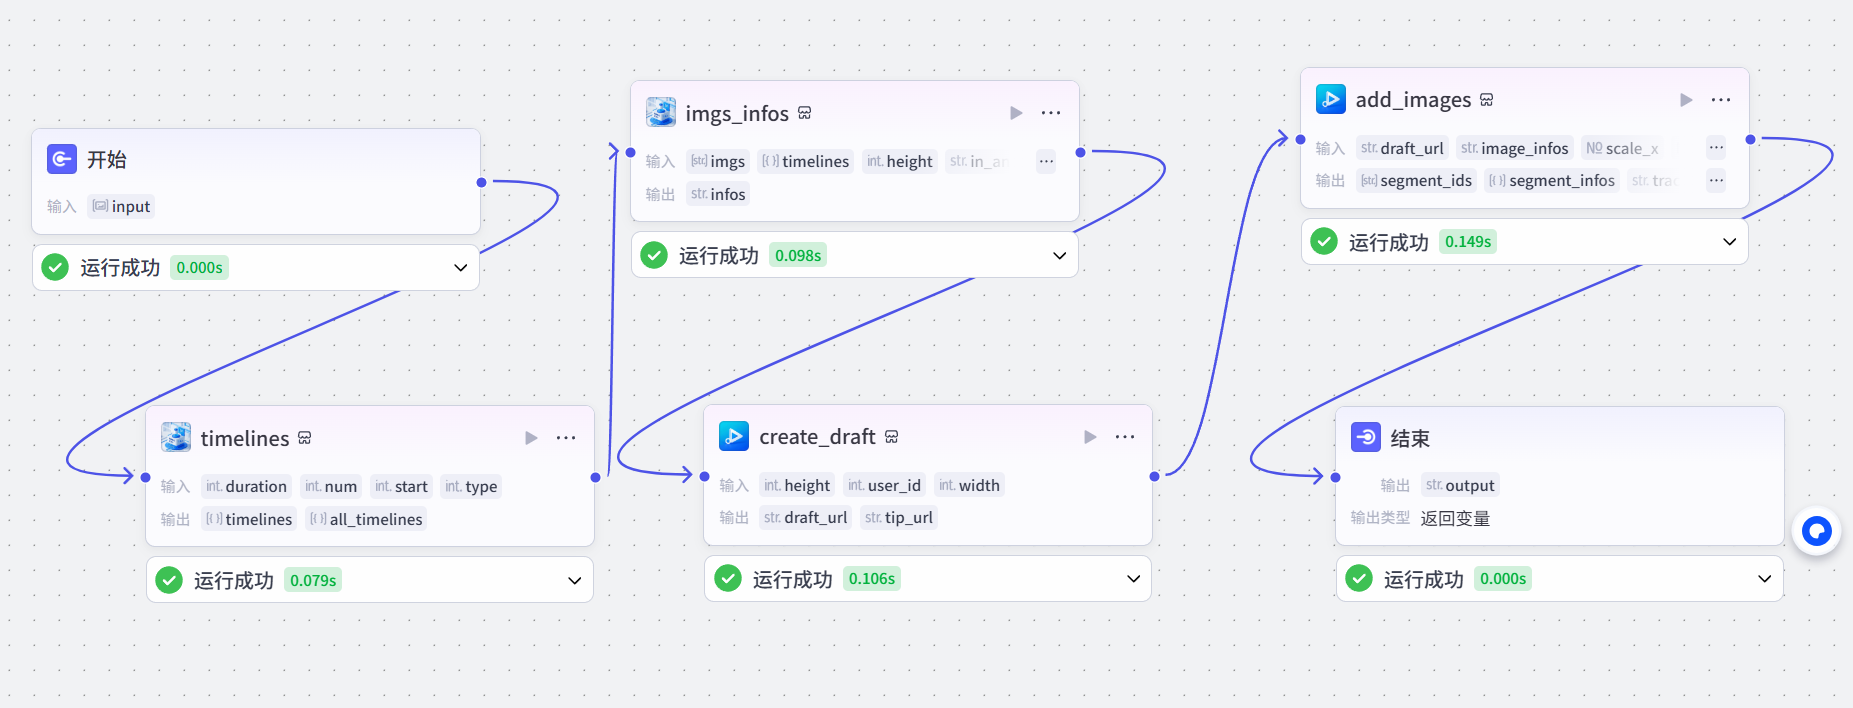 开始
输入 [] input
运行成功 0.000s
timelines
输入 int. duration int. num int. start int. type
输出 [{}] timelines [{}] all_timelines
运行成功 0.079s
imgs_infos
输入 [str] imgs [{}] timelines int. height str. in_ar ...
输出 str. infos
运行成功 0.098s
create_draft
输入 int. height int. user_id int. width
输出 str. draft_url str. tip_url
运行成功 0.106s
add_images
输入 str. draft_url str. image_infos № scale_x ...
输出 [str] segment_ids [{}] segment_infos str. trac ...
运行成功 0.149s
结束
输出 str. output
输出类型 返回变量
运行成功 0.000s